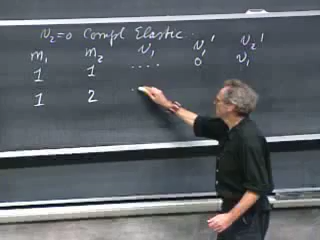 v₂=0 Compl Elastic
m₁ m₂ v₁ v₁' v₂'
1 1 .... 0 v₁
1 2 ..